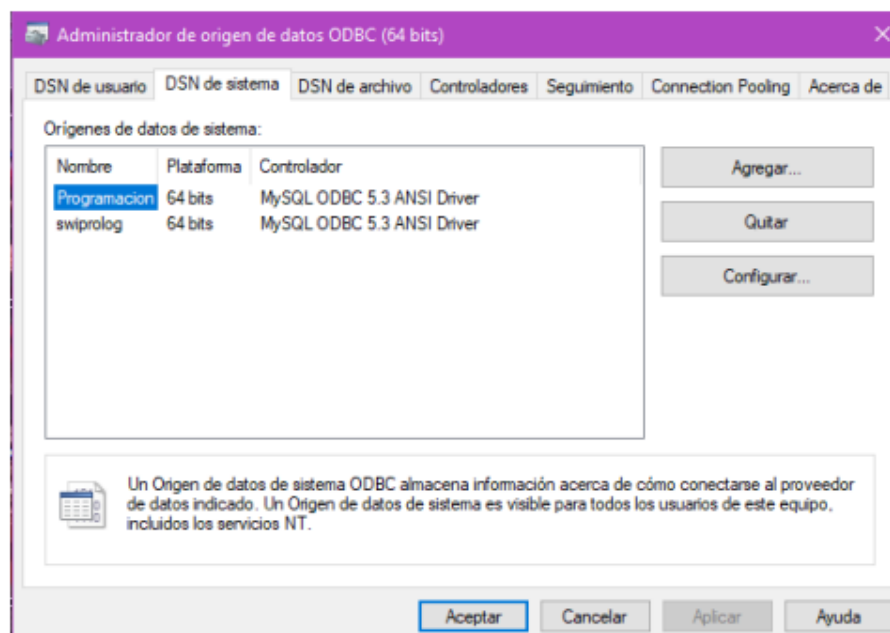 Administrador de origen de datos ODBC (64 bits)
DSN de usuario DSN de sistema DSN de archivo Controladores Seguimiento Connection Pooling Acerca de
Orígenes de datos de sistema:
Nombre Plataforma Controlador
Programacion 64 bits MySQL ODBC 5.3 ANSI Driver
swiprolog 64 bits MySQL ODBC 5.3 ANSI Driver
Agregar...
Quitar
Configurar...
Un Origen de datos de sistema ODBC almacena información acerca de cómo conectarse al proveedor
de datos indicado. Un Origen de datos de sistema es visible para todos los usuarios de este equipo,
incluidos los servicios NT.
Aceptar Cancelar Aplicar Ayuda